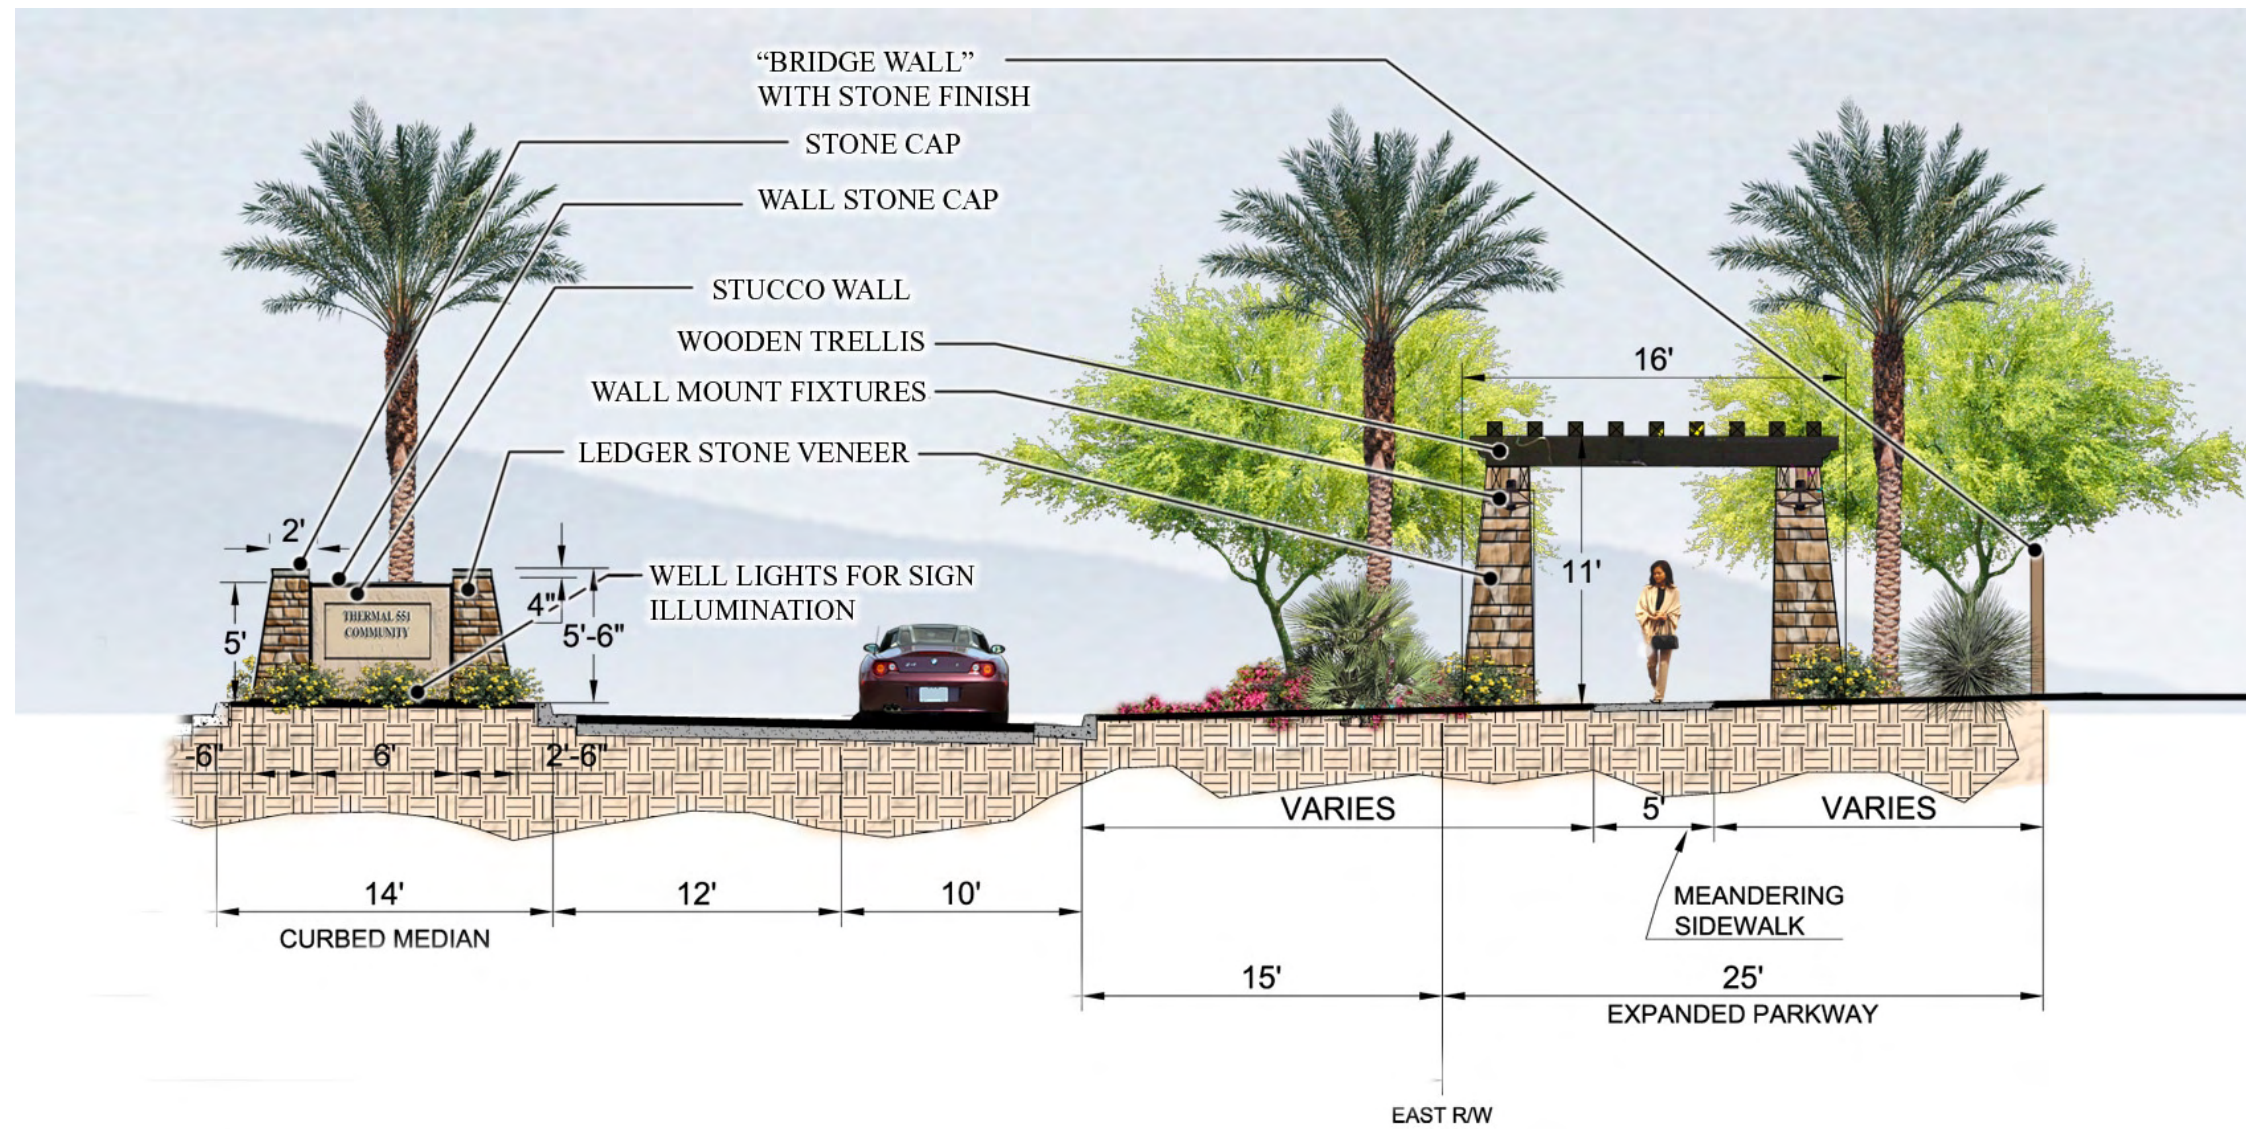 “BRIDGE WALL”
WITH STONE FINISH
STONE CAP
WALL STONE CAP
STUCCO WALL
WOODEN TRELLIS
WALL MOUNT FIXTURES
LEDGER STONE VENEER
WELL LIGHTS FOR SIGN
ILLUMINATION
16'
11'
2'
5'
4"
5'-6"
THERMAL 551
COMMUNITY
-6"
6'
2'-6"
VARIES
5'
VARIES
MEANDERING
SIDEWALK
14'
12'
10'
CURBED MEDIAN
15'
25'
EXPANDED PARKWAY
EAST R/W